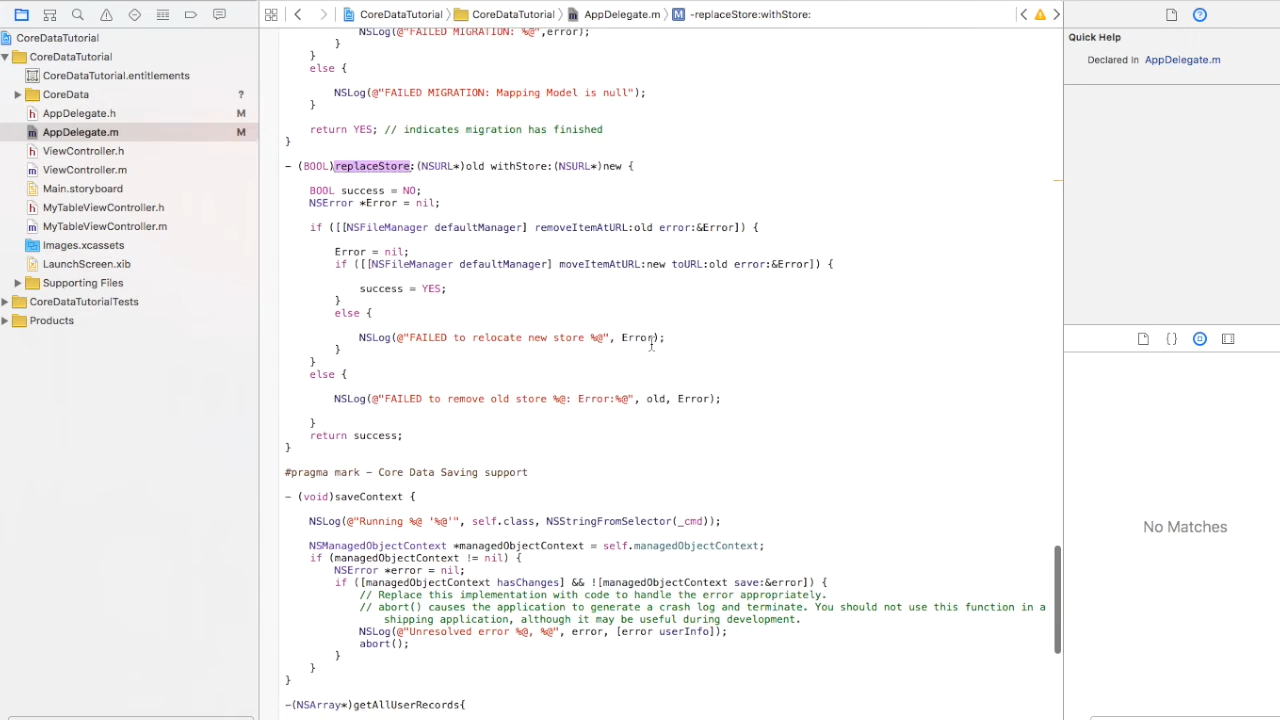 CoreDataTutorial CoreDataTutorial AppDelegate.m M -replaceStore:withStore:
CoreDataTutorial
CoreDataTutorial
CoreDataTutorial.entitlements
CoreData ?
AppDelegate.h M
AppDelegate.m M
ViewController.h
ViewController.m
Main.storyboard
MyTableViewController.h
MyTableViewController.m
Images.xcassets
LaunchScreen.xib
Supporting Files
CoreDataTutorialTests
Products
NSLog(@"FAILED MIGRATION: %@",error);
}
}
else {
NSLog(@"FAILED MIGRATION: Mapping Model is null");
}
return YES; // indicates migration has finished
}
- (BOOL)replaceStore:(NSURL*)old withStore:(NSURL*)new {
BOOL success = NO;
NSError *Error = nil;
if ([[NSFileManager defaultManager] removeItemAtURL:old error:&Error]) {
Error = nil;
if ([[NSFileManager defaultManager] moveItemAtURL:new toURL:old error:&Error]) {
success = YES;
}
else {
NSLog(@"FAILED to relocate new store %@", Error);
}
}
else {
NSLog(@"FAILED to remove old store %@: Error:%@", old, Error);
}
return success;
}
#pragma mark - Core Data Saving support
- (void)saveContext {
NSLog(@"Running %@ '%@'", self.class, NSStringFromSelector(_cmd));
NSManagedObjectContext *managedObjectContext = self.managedObjectContext;
if (managedObjectContext != nil) {
NSError *error = nil;
if ([managedObjectContext hasChanges] && ![managedObjectContext save:&error]) {
// Replace this implementation with code to handle the error appropriately.
// abort() causes the application to generate a crash log and terminate. You should not use this function in a
shipping application, although it may be useful during development.
NSLog(@"Unresolved error %@, %@", error, [error userInfo]);
abort();
}
}
}
-(NSArray*)getAllUserRecords{
Quick Help
Declared in AppDelegate.m
{ }
No Matches